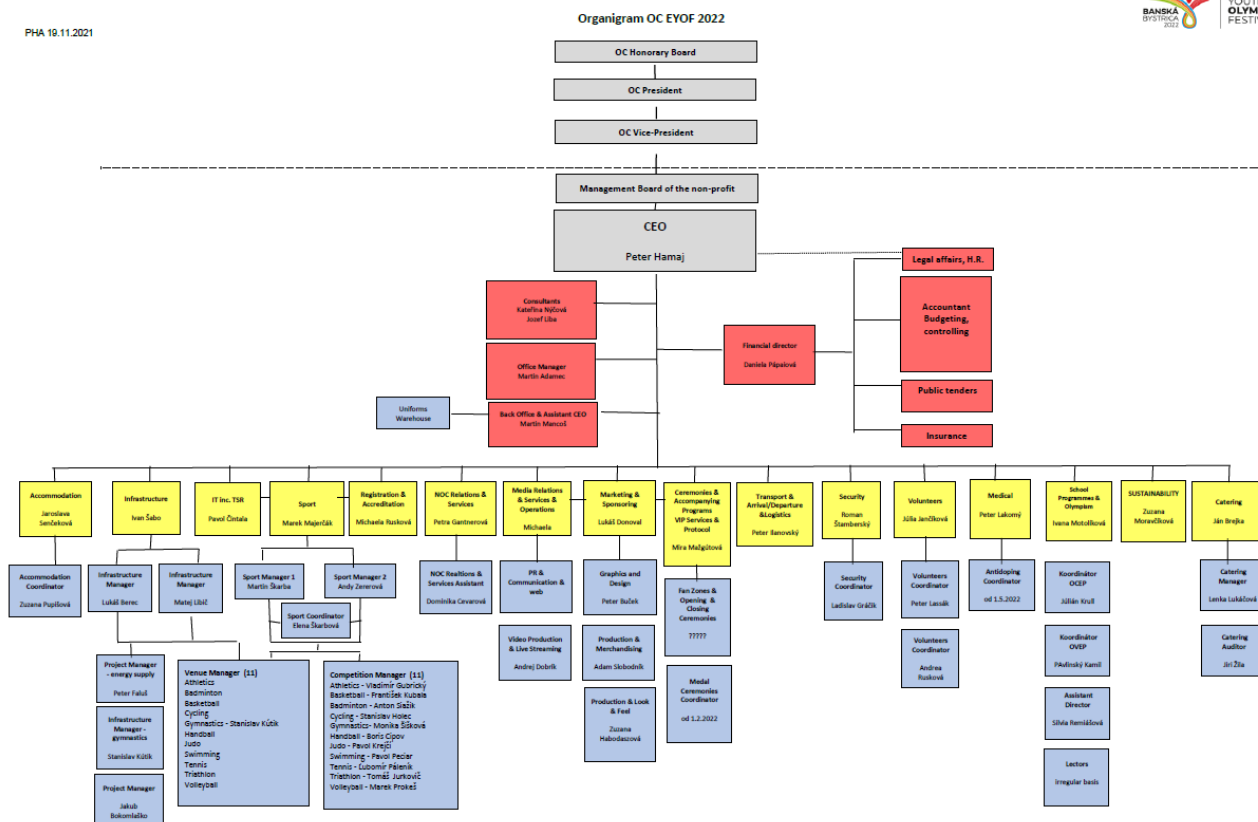 Organigram OC EYOF 2022
PHA 19.11.2021
BANSKÁ
BYSTRICA
2022
YOUTH
OLYM
FESTIV
OC Honorary Board
OC President
OC Vice-President
Management Board of the non-profit
CEO
Peter Hamaj
Legal affairs, H.R.
Consultants
Kateřina Nýčová
Jozef Liba
Accountant
Budgeting,
controlling
Financial director
Daniela Pápalová
Office Manager
Martin Adamec
Public tenders
Uniforms
Warehouse
Back Office & Assistant CEO
Martin Mancoš
Insurance
Accommodation
Jaroslava
Senčeková
Infrastructure
Ivan Šabo
IT inc. TSR
Pavol Čintala
Sport
Marek Majerčák
Registration &
Accreditation
Michaela Rusková
NOC Relations &
Services
Petra Gantnerová
Media Relations
& Services &
Operations
Michaela
Marketing &
Sponsoring
Lukáš Donoval
Ceremonies &
Accompanying
Programs
VIP Services &
Protocol
Mira Mažgútová
Transport &
Arrival/Departure
&Logistics
Peter Ilanovský
Security
Roman
Štamberský
Volunteers
Júlia Jančíková
Medical
Peter Lakomý
School
Programmes &
Olympism
Ivana Motolíková
SUSTAINABILITY
Zuzana
Moravčíková
Catering
Ján Brejka
Accommodation
Coordinator
Zuzana Pupišová
Infrastructure
Manager
Lukáš Berec
Infrastructure
Manager
Matej Libič
Sport Manager 1
Martin Škarba
Sport Manager 2
Andy Zererová
Sport Coordinator
Elena Škarbová
NOC Realtions &
Services Assistant
Dominika Cevarová
PR &
Communication &
web
Graphics and
Design
Peter Buček
Fan Zones &
Opening &
Closing
Ceremonies
?????
Security
Coordinator
Ladislav Gráčik
Volunteers
Coordinator
Peter Lassák
Antidoping
Coordinator
od 1.5.2022
Koordinátor
OCEP
Július Krull
Catering
Manager
Lenka Lukáčová
Video Production
& Live Streaming
Andrej Dobrík
Production &
Merchandising
Adam Slobodník
Volunteers
Coordinator
Andrea
Rusková
Koordinátor
OVEP
PAvlinský Kamil
Catering
Auditor
Jiří Žila
Project Manager
- energy supply
Peter Faluš
Venue Manager (11)
Athletics
Badminton
Basketball
Cycling
Gymnastics - Stanislav Kútik
Handball
Judo
Swimming
Tennis
Triathlon
Volleyball
Competition Manager (11)
Athletics - Vladimír Gubrický
Basketball - František Kubala
Badminton - Anton Siažik
Cycling - Stanislav Holec
Gymnastics- Monika Šišková
Handball - Boris Čipov
Judo - Pavol Krejčí
Swimming - Pavol Peciar
Tennis - Ľubomír Páleník
Triathlon - Tomáš Jurkovič
Volleyball - Marek Prokeš
Production & Look
& Feel
Zuzana
Habodaszová
Medal
Ceremonies
Coordinator
od 1.2.2022
Assistant
Director
Silvia Remiášová
Infrastructure
Manager -
gymnastics
Stanislav Kútik
Lectors
Irregular basis
Project Manager
Jakub
Bokomlaško